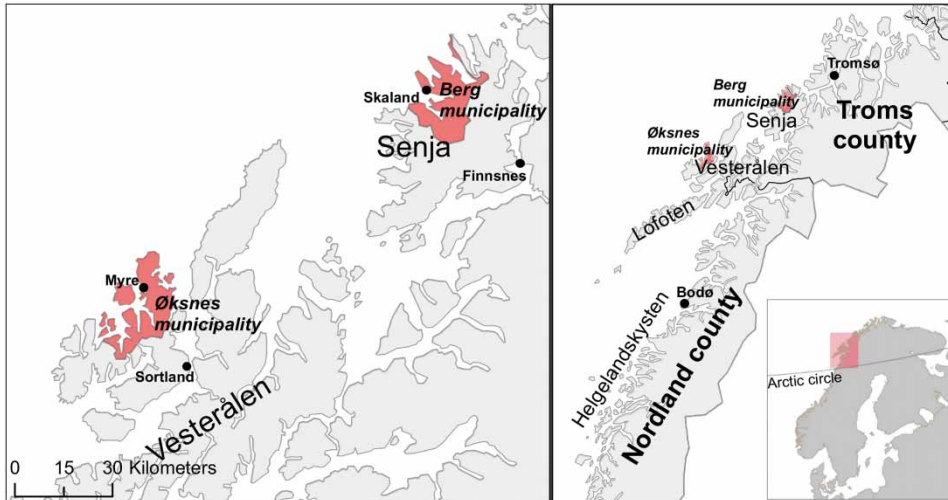 Skaland
Berg
municipality
Senja
Finnsnes
Myre
Øksnes
municipality
Sortland
Vesterålen
0 15 30 Kilometers
Tromsø
Berg
municipality
Senja
Troms
county
Øksnes
municipality
Vesterålen
Lofoten
Bodø
Helgelandskysten
Nordland county
Arctic circle